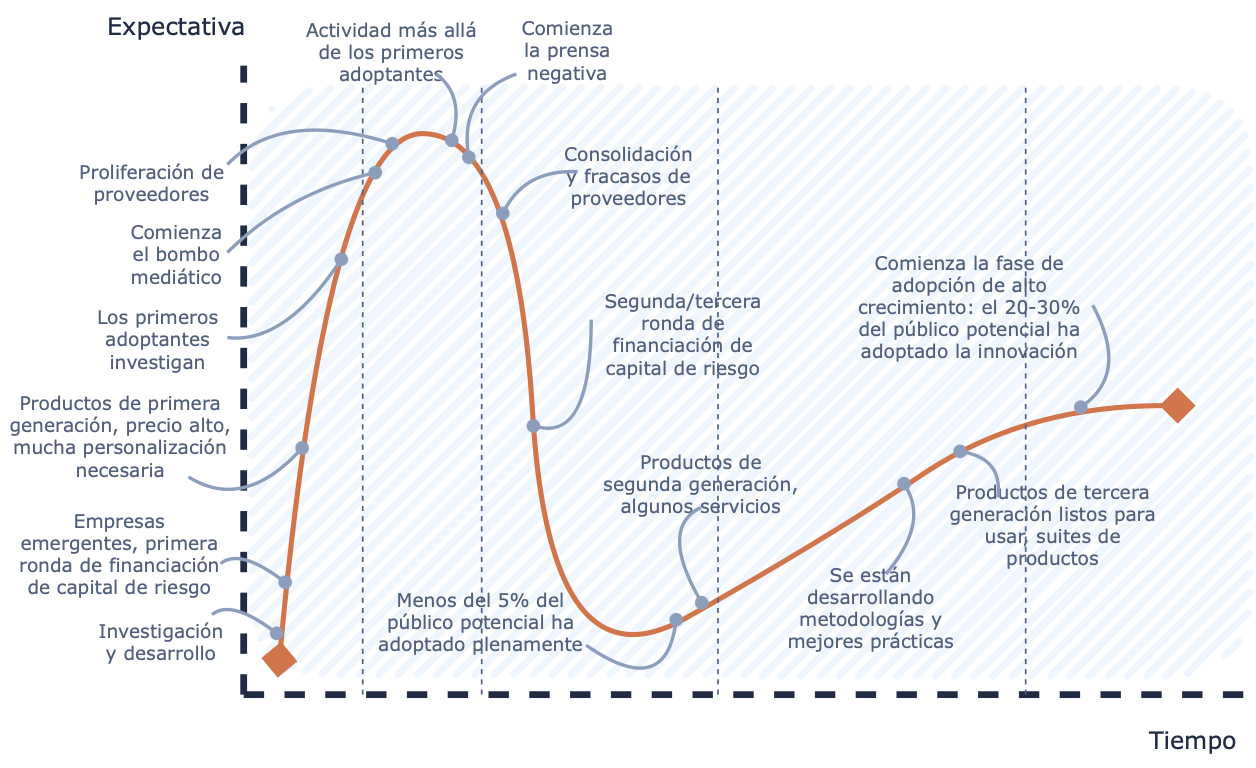 Expectativa
Actividad más allá
de los primeros
adoptantes
Comienza
la prensa
negativa
Proliferación de
proveedores
Consolidación
y fracasos de
proveedores
Comienza
el bombo
mediático
Los primeros
adoptantes
investigan
Segunda/tercera
ronda de
financiación de
capital de riesgo
Comienza la fase de
adopción de alto
crecimiento: el 20-30%
del público potencial ha
adoptado la innovación
Productos de primera
generación, precio alto,
mucha personalización
necesaria
Productos de
segunda generación,
algunos servicios
Productos de tercera
generación listos para
usar, suites de
productos
Empresas
emergentes, primera
ronda de financiación
de capital de riesgo
Se están
desarrollando
metodologías y
mejores prácticas
Menos del 5% del
público potencial ha
adoptado plenamente
Investigación
y desarrollo
Tiempo